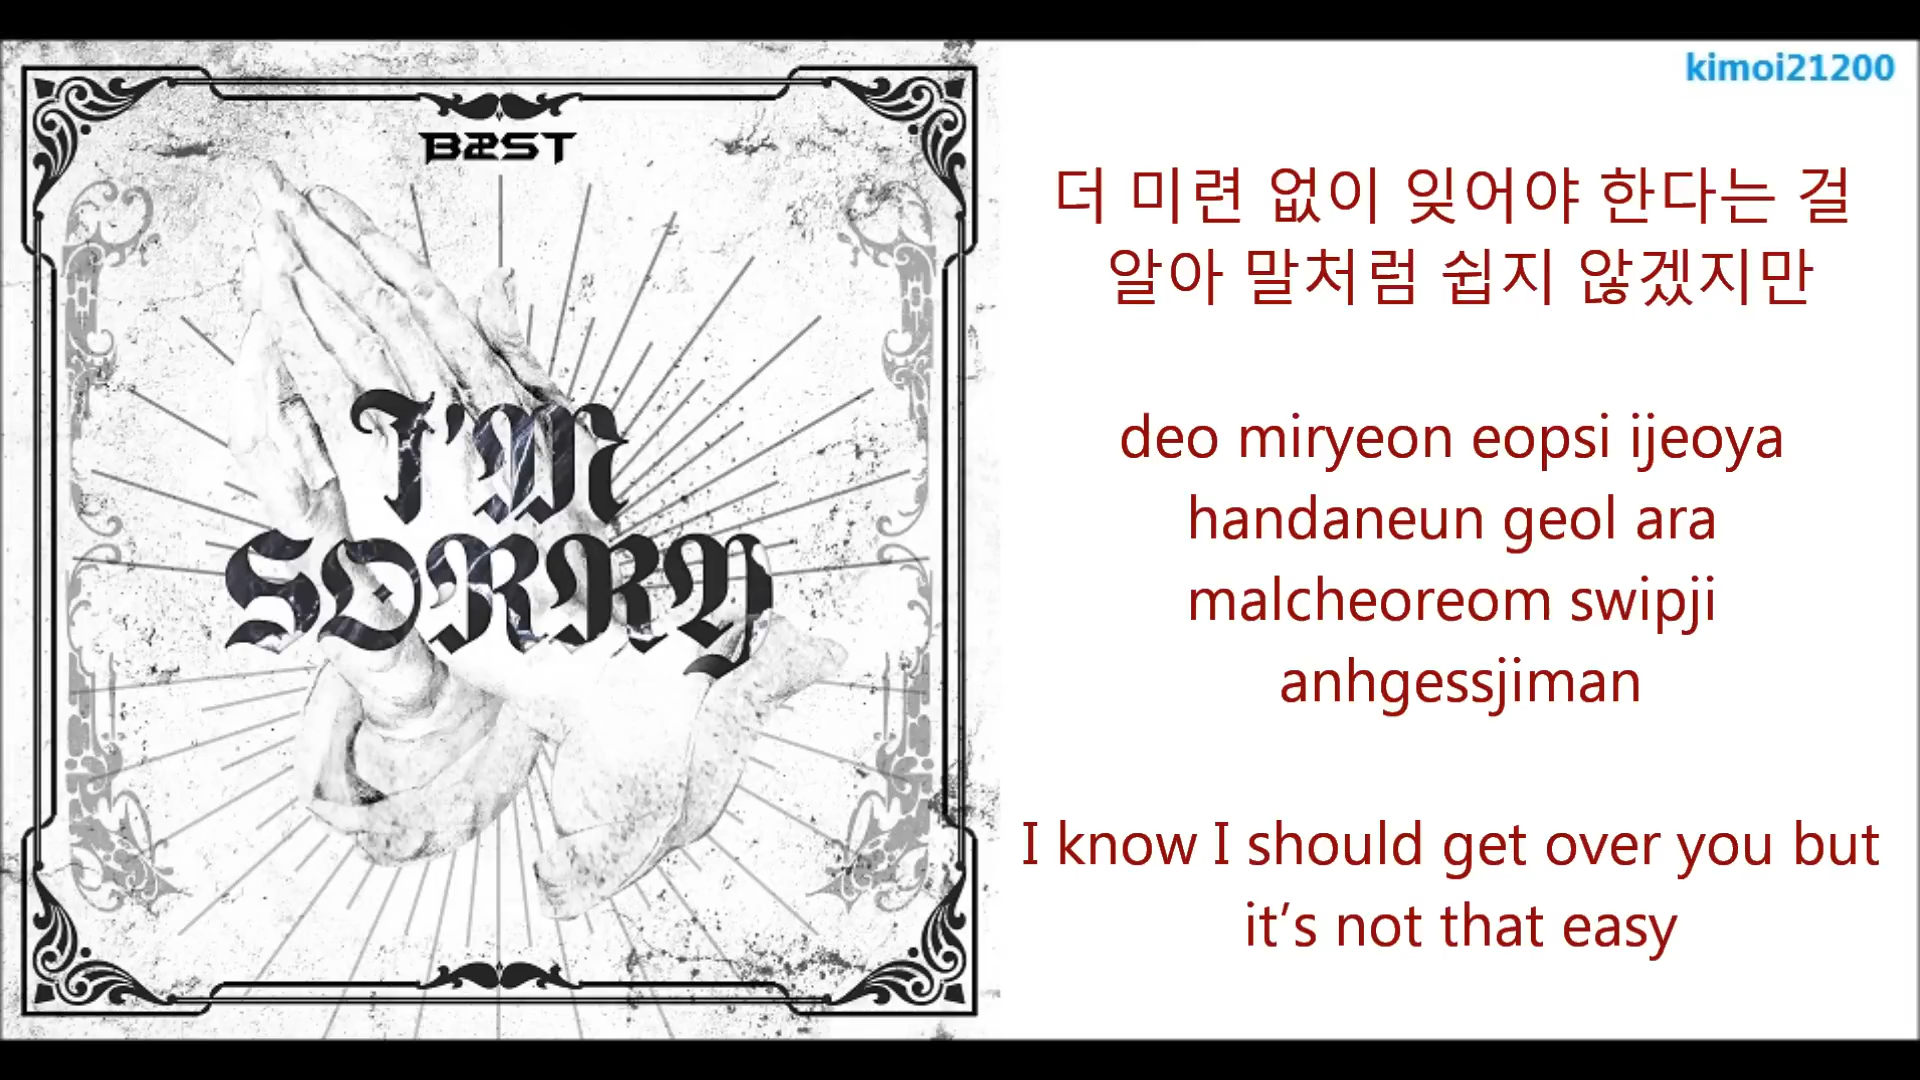 B2ST
I'M
SORRY
kimoi21200
더 미련 없이 잊어야 한다는 걸
알아 말처럼 쉽지 않겠지만
deo miryeon eopsi ijeoya
handaneun geol ara
malcheoreom swipji
anhgessjiman
I know I should get over you but
it’s not that easy